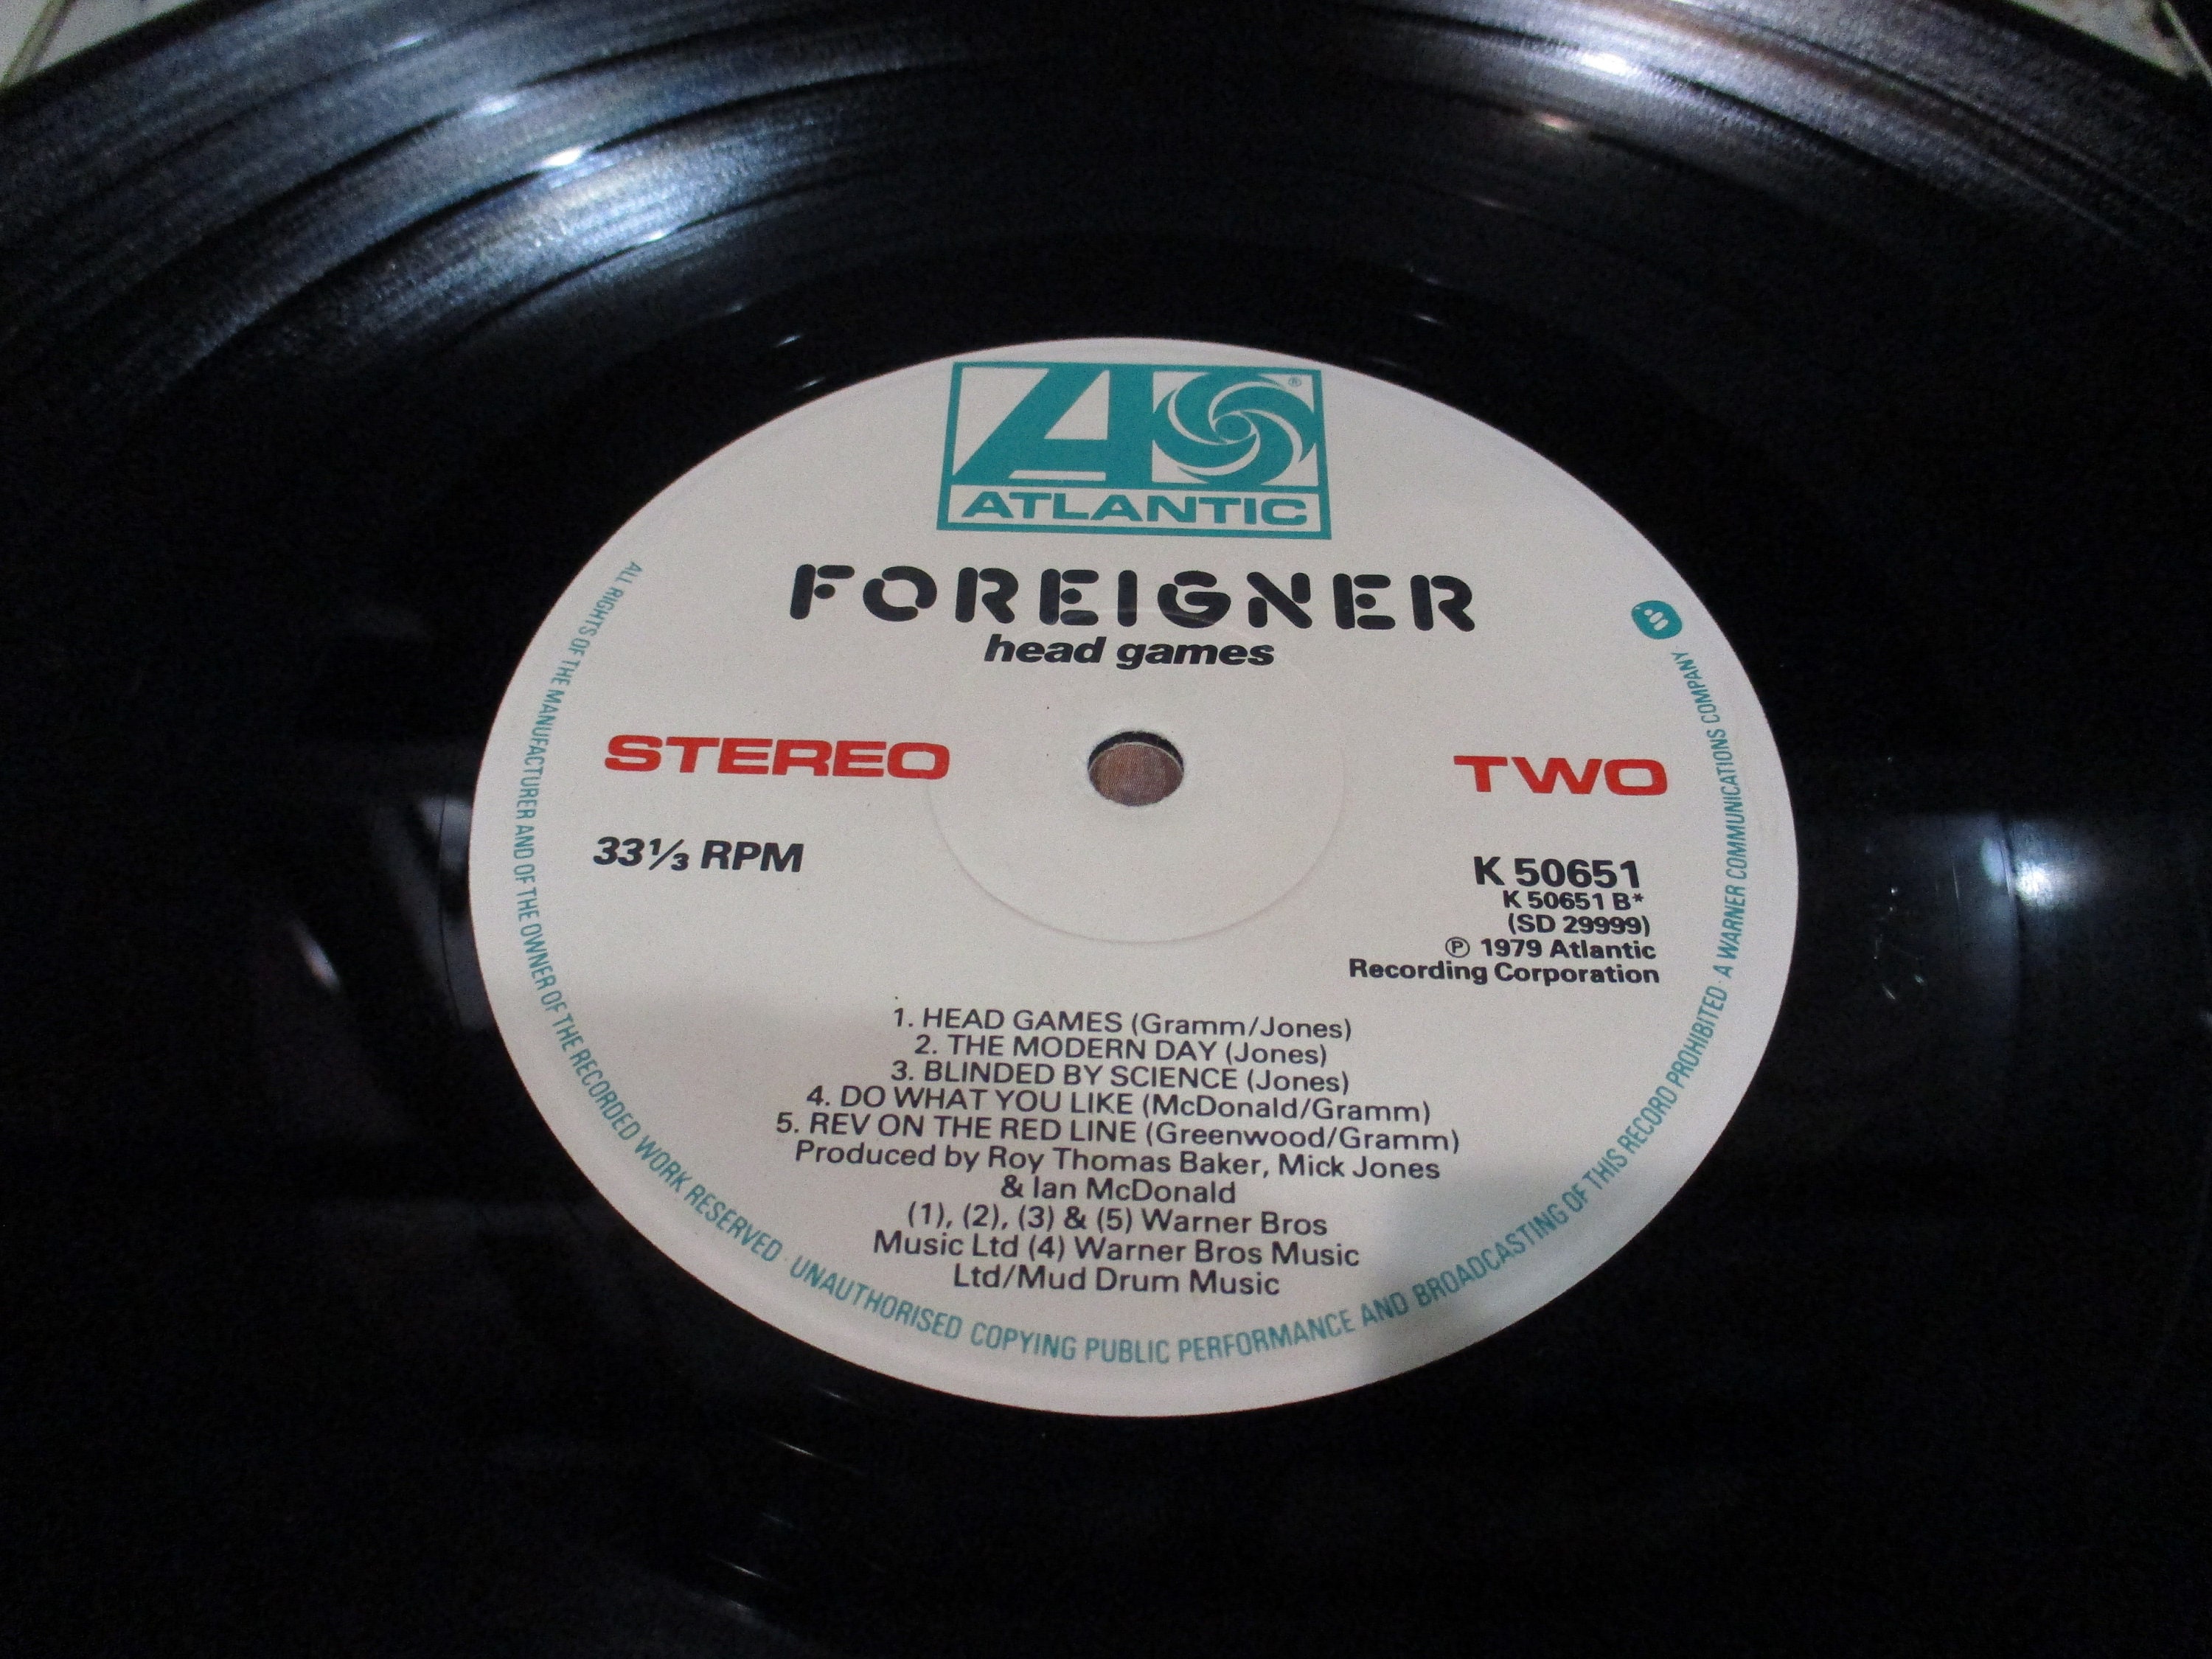 ATLANTIC
®
FOREIGNER
head games
STEREO
TWO
33⅓ RPM
K 50651
K 50651 B*
(SD 29999)
℗ 1979 Atlantic
Recording Corporation
1. HEAD GAMES (Gramm/Jones)
2. THE MODERN DAY (Jones)
3. BLINDED BY SCIENCE (Jones)
4. DO WHAT YOU LIKE (McDonald/Gramm)
5. REV ON THE RED LINE (Greenwood/Gramm)
Produced by Roy Thomas Baker, Mick Jones
& Ian McDonald
(1), (2), (3) & (5) Warner Bros
Music Ltd (4) Warner Bros Music
Ltd/Mud Drum Music
ALL RIGHTS OF THE MANUFACTURER AND OF THE OWNER OF THE RECORDED WORK RESERVED · UNAUTHORISED COPYING PUBLIC PERFORMANCE AND BROADCASTING OF THIS RECORD PROHIBITED · A WARNER COMMUNICATIONS COMPANY